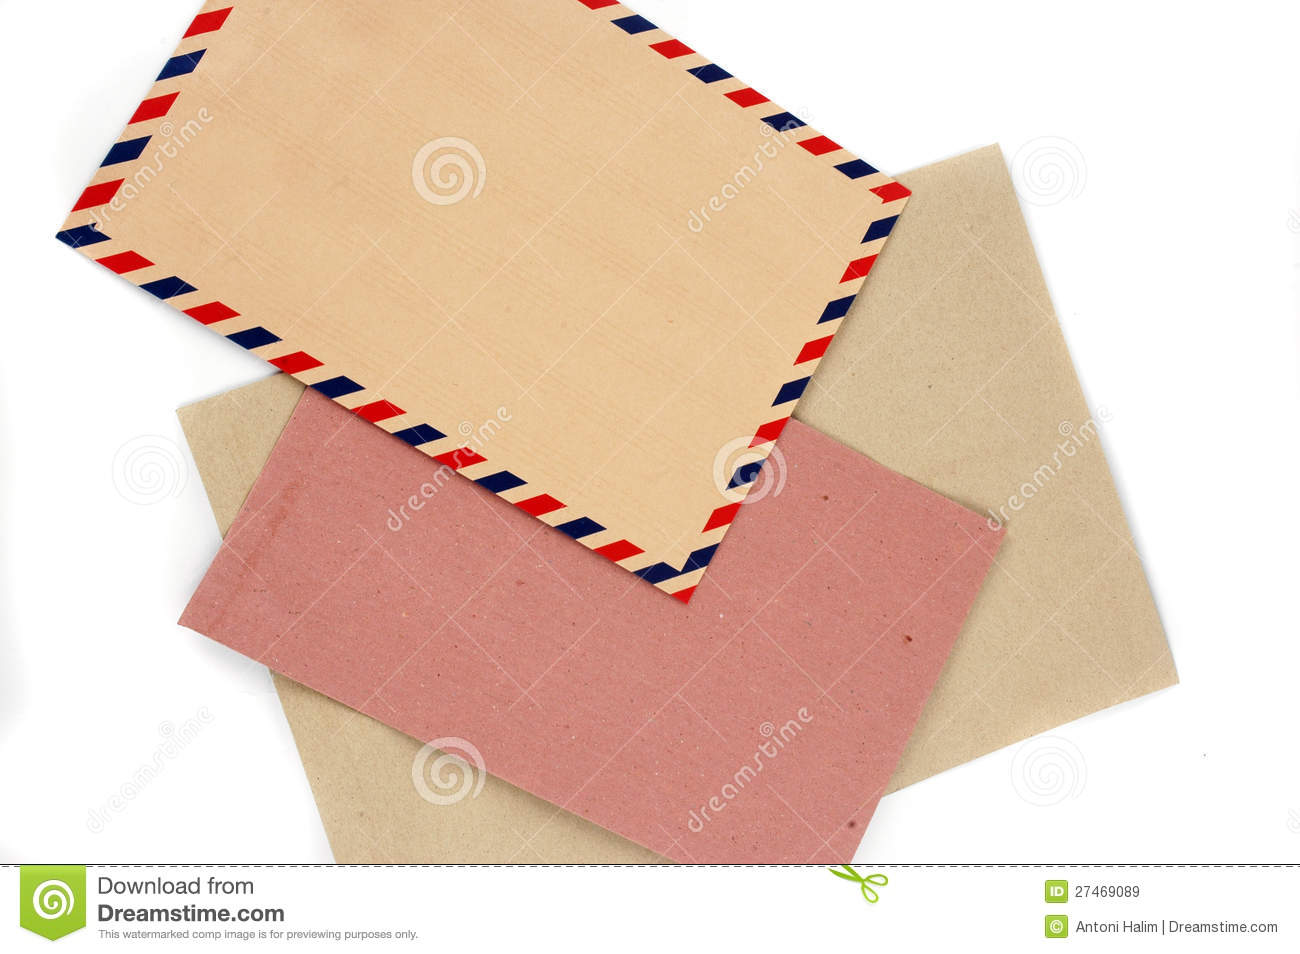 dreamstime
dreamstime
dreamstime
dreamstime
dreamstime
dreamstime
Download from
Dreamstime.com
This watermarked comp image is for previewing purposes only.
ID 27469089
© Antoni Halim | Dreamstime.com